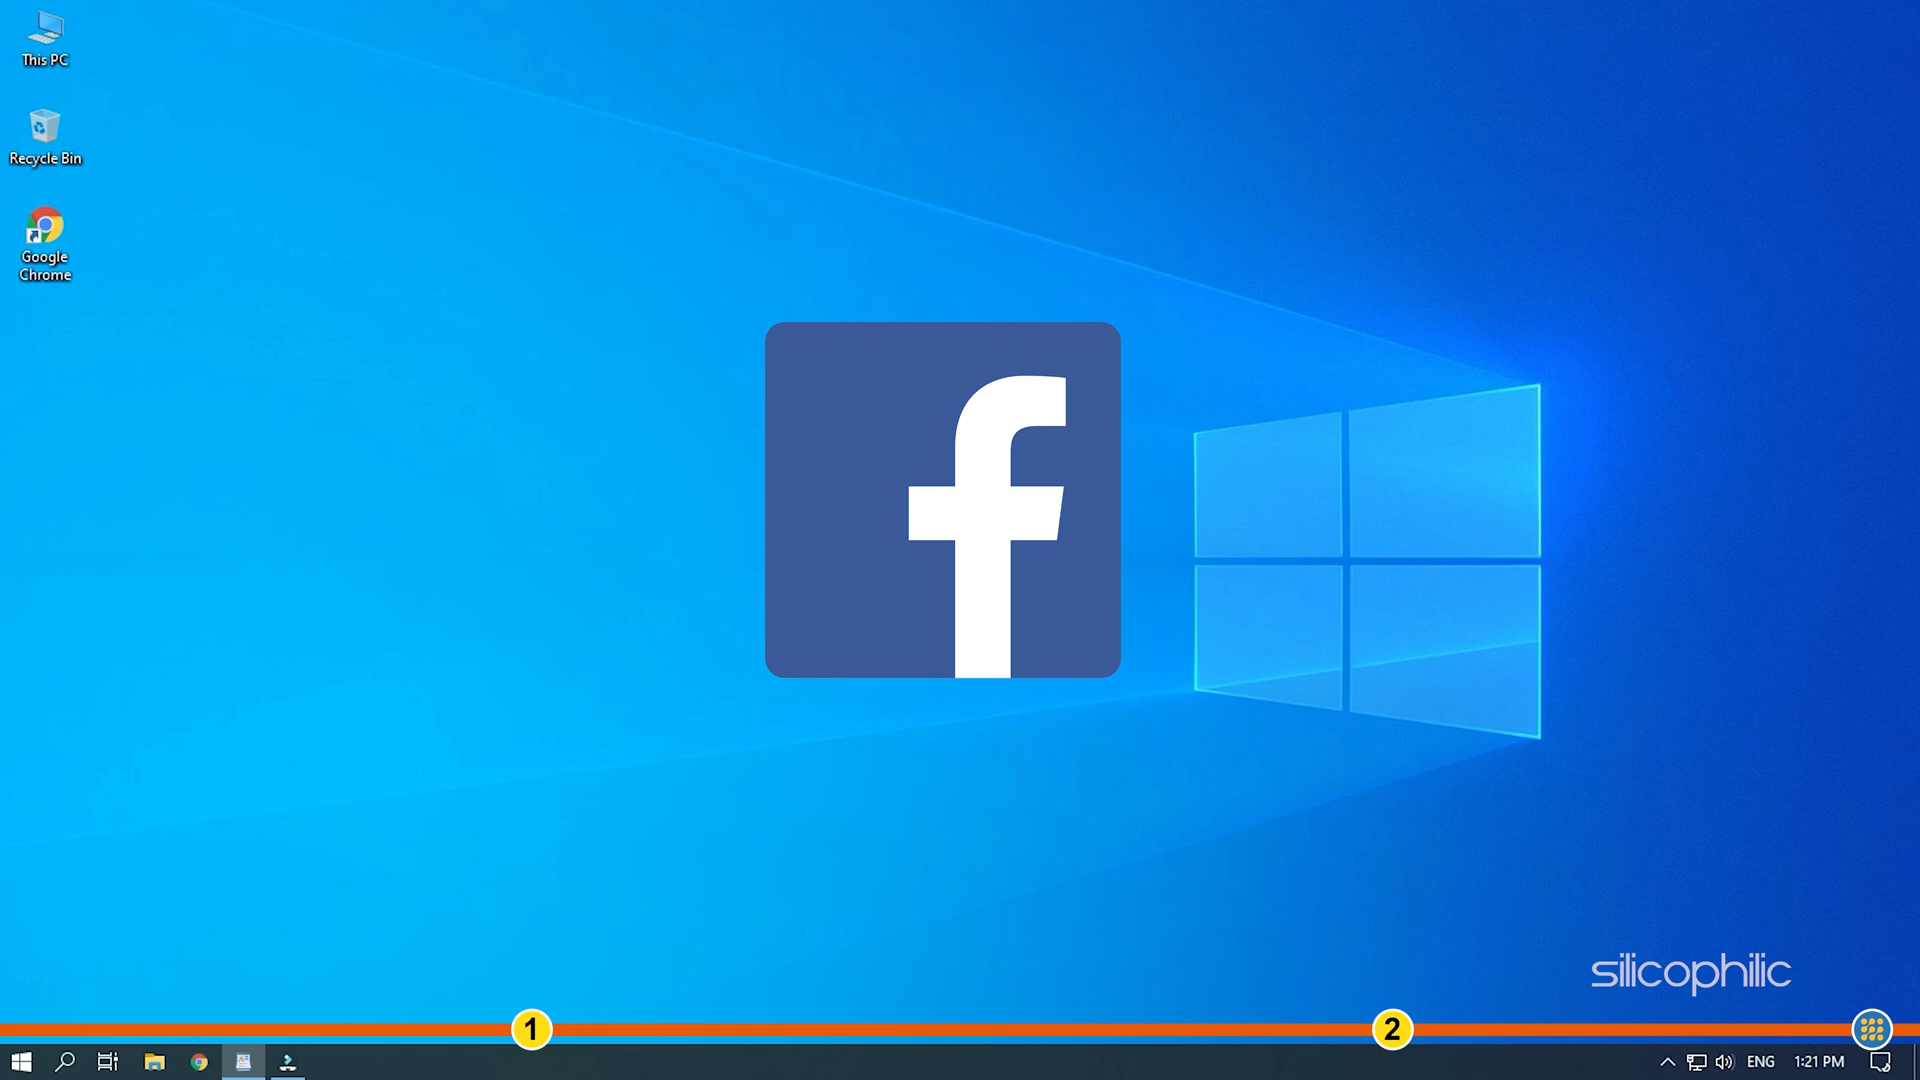 This PC
Recycle Bin
Google
Chrome
f
silicophilic
1
2
ENG
1:21 PM